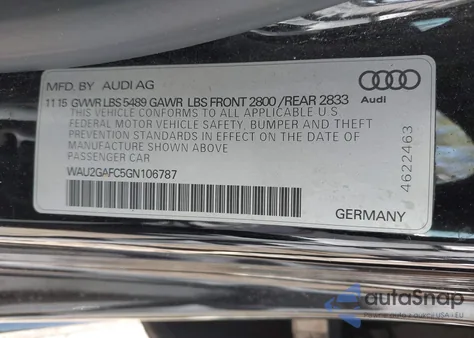 MFD. BY AUDI AG
11 15 GVWR LBS 5489 GAWR LBS FRONT 2800 /REAR 2833
Audi
THIS VEHICLE CONFORMS TO ALL APPLICABLE U.S.
FEDERAL MOTOR VEHICLE SAFETY, BUMPER AND THEFT
PREVENTION STANDARDS IN EFFECT ON THE DATE OF
MANUFACTURE SHOWN ABOVE
PASSENGER CAR
WAU2GAFC5GN106787
4622463
GERMANY
autoSnap